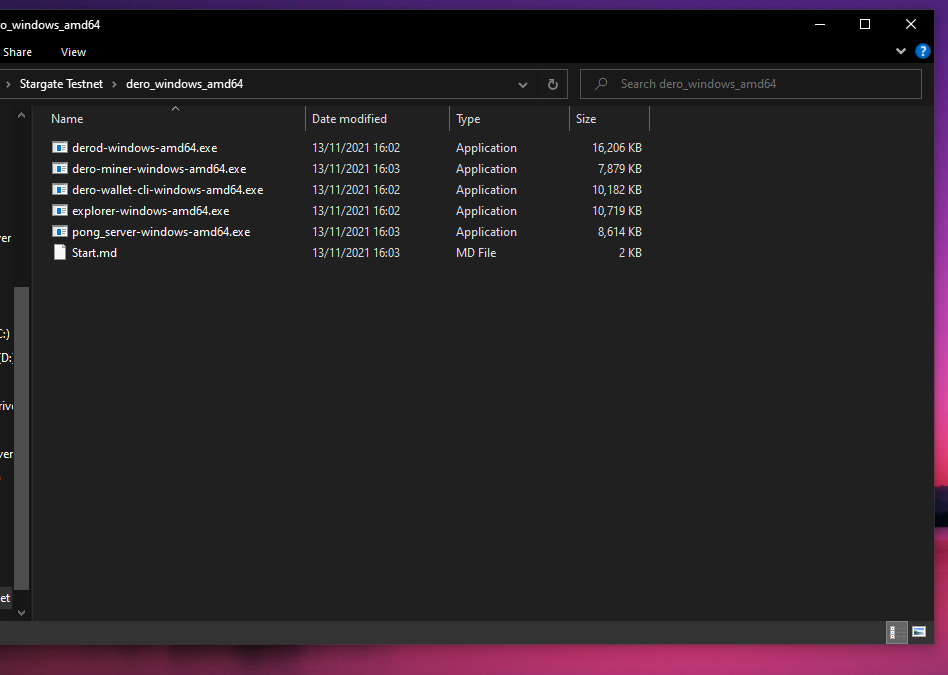 o_windows_amd64
Share View
?
Stargate Testnet dero_windows_amd64 Search dero_windows_amd64
Name Date modified Type Size
derod-windows-amd64.exe 13/11/2021 16:02 Application 16,206 KB
dero-miner-windows-amd64.exe 13/11/2021 16:03 Application 7,879 KB
dero-wallet-cli-windows-amd64.exe 13/11/2021 16:02 Application 10,182 KB
explorer-windows-amd64.exe 13/11/2021 16:02 Application 10,719 KB
pong_server-windows-amd64.exe 13/11/2021 16:03 Application 8,614 KB
Start.md 13/11/2021 16:03 MD File 2 KB
ver
C:)
(D:
rive
ver
et